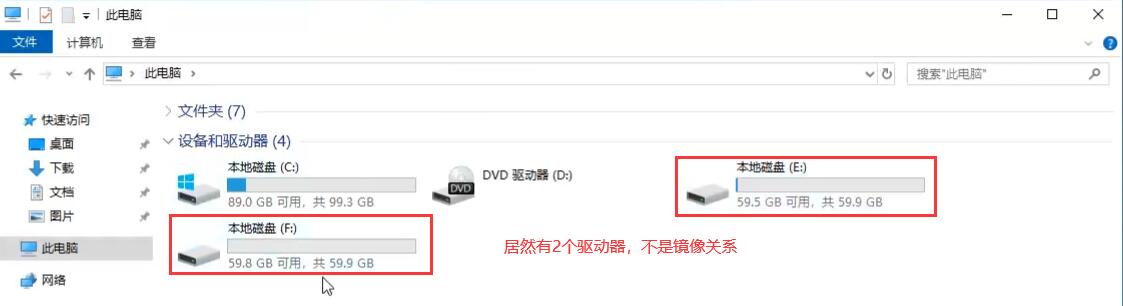 此电脑
文件 计算机 查看
此电脑
搜索"此电脑"
快速访问
桌面
下载
文档
图片
此电脑
网络
文件夹 (7)
设备和驱动器 (4)
本地磁盘 (C:)
89.0 GB 可用，共 99.3 GB
DVD
DVD 驱动器 (D:)
本地磁盘 (E:)
59.5 GB 可用，共 59.9 GB
本地磁盘 (F:)
59.8 GB 可用，共 59.9 GB
居然有2个驱动器，不是镜像关系